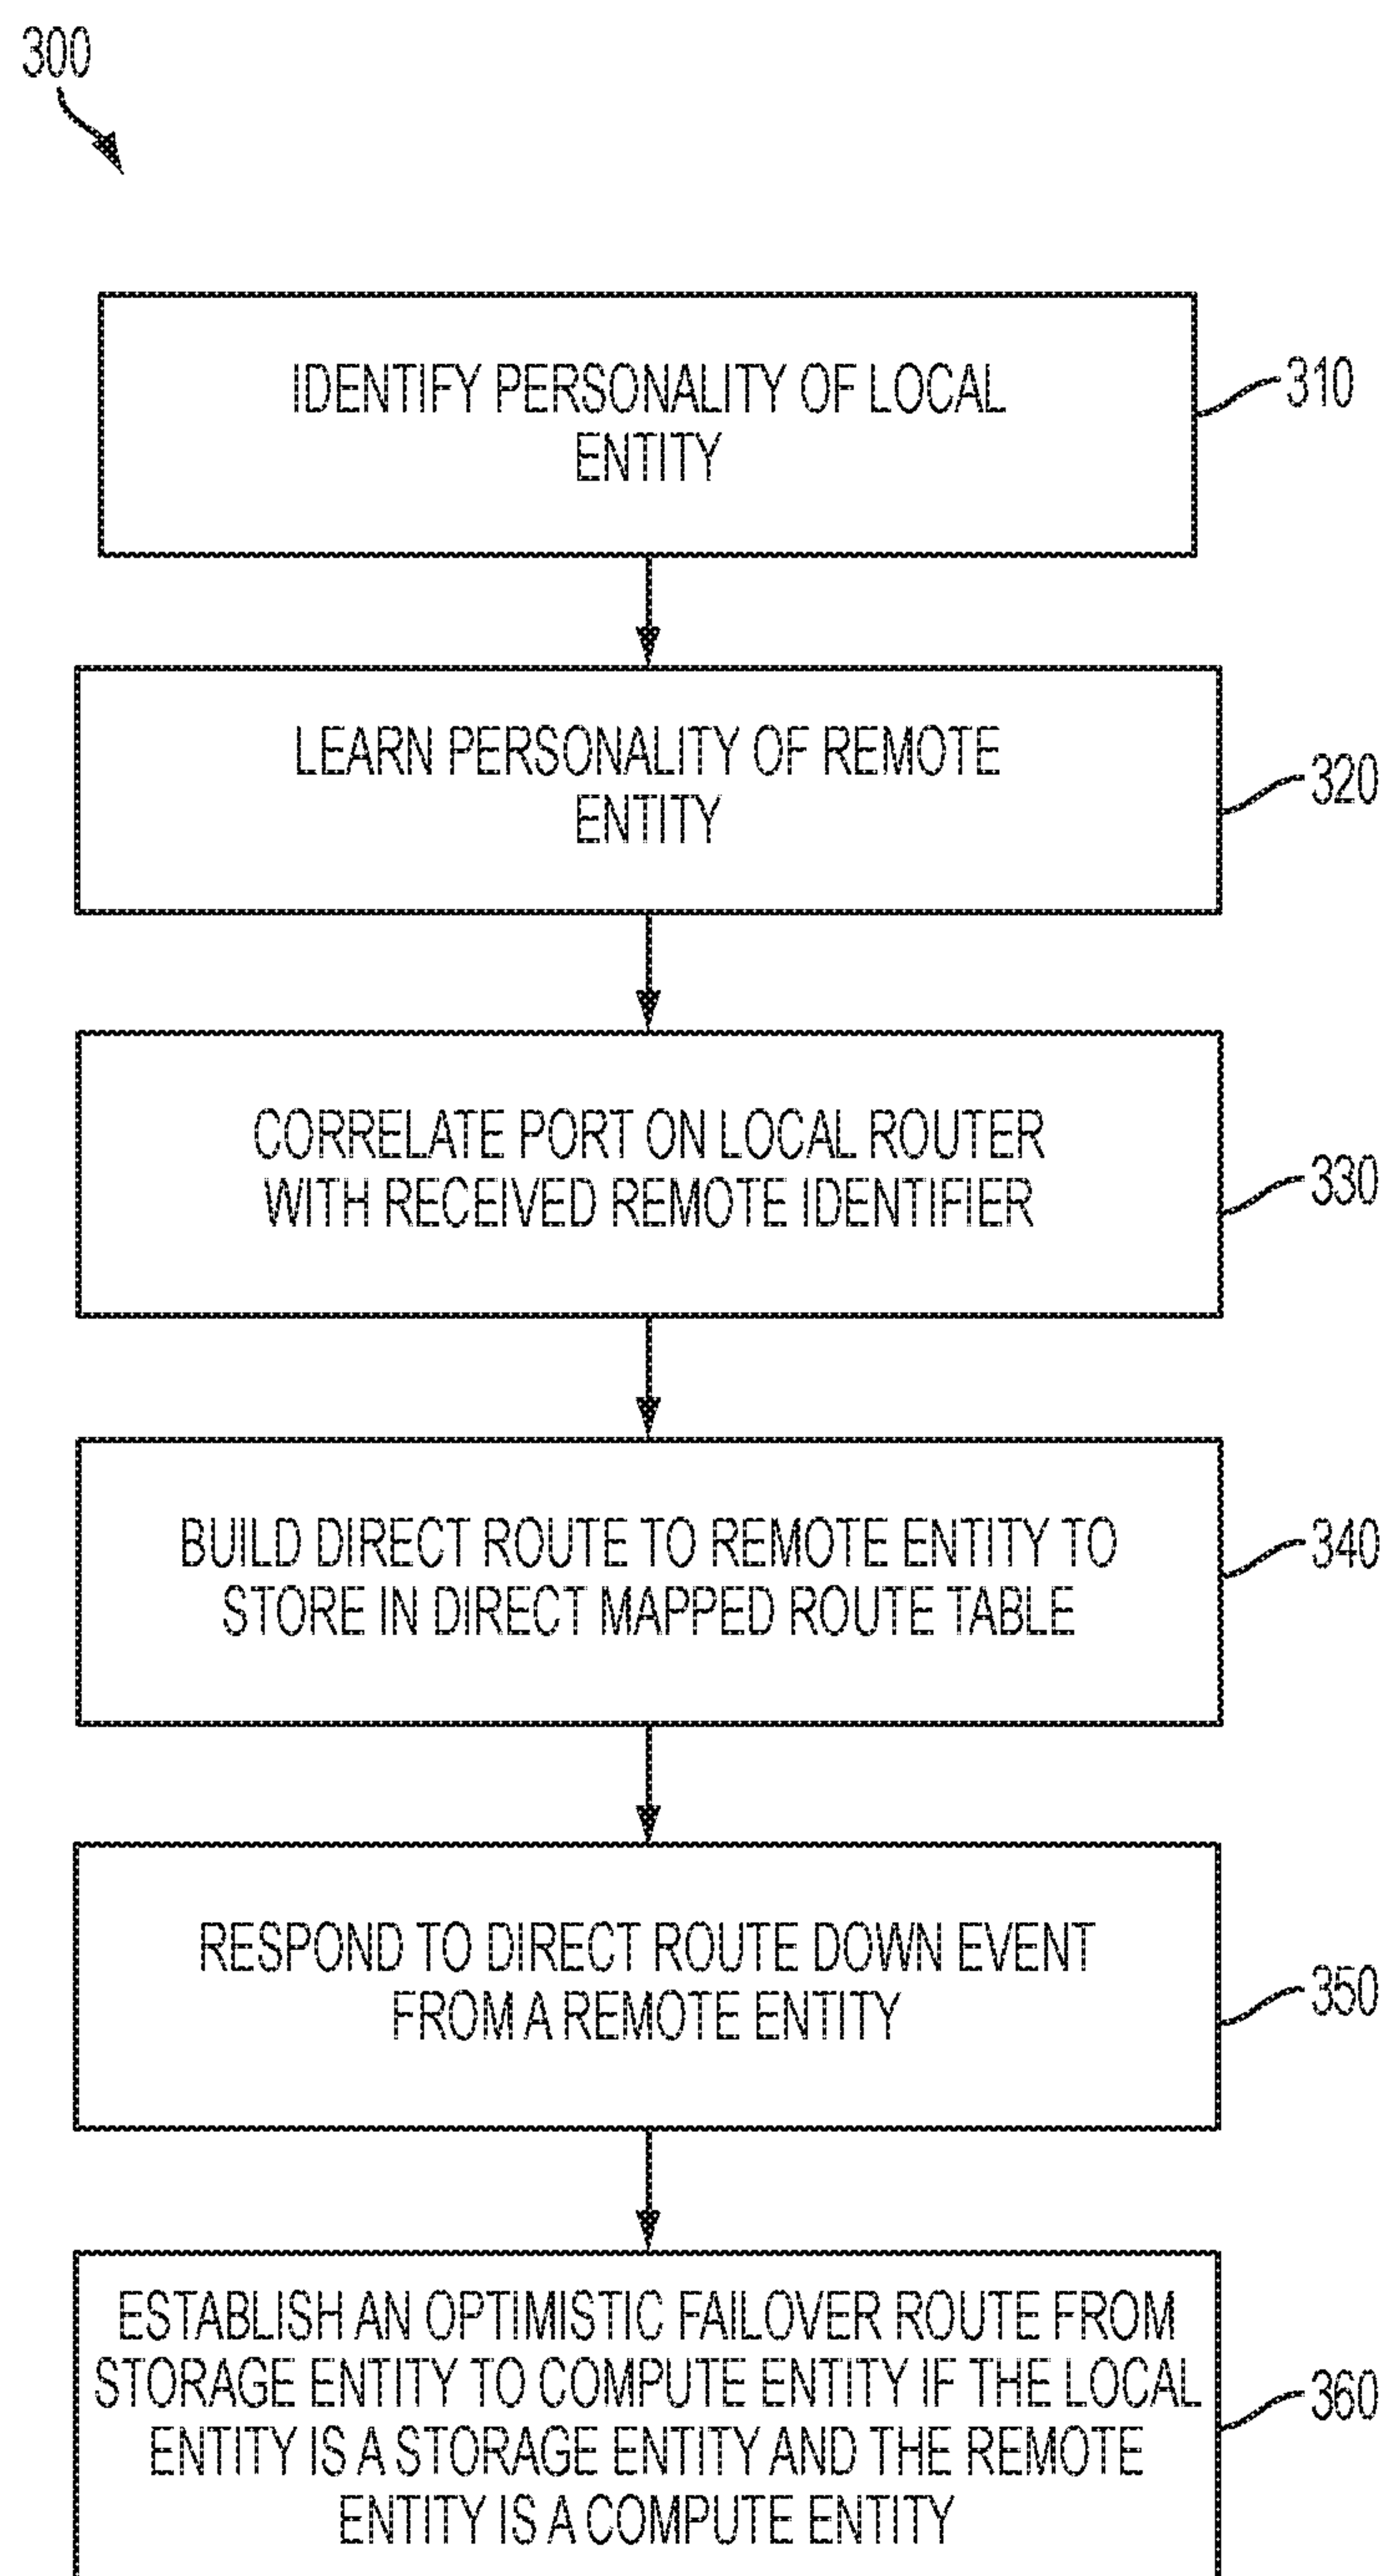 300
IDENTIFY PERSONALITY OF LOCAL
ENTITY
310
LEARN PERSONALITY OF REMOTE
ENTITY
320
CORRELATE PORT ON LOCAL ROUTER
WITH RECEIVED REMOTE IDENTIFIER
330
BUILD DIRECT ROUTE TO REMOTE ENTITY TO
STORE IN DIRECT MAPPED ROUTE TABLE
340
RESPOND TO DIRECT ROUTE DOWN EVENT
FROM A REMOTE ENTITY
350
ESTABLISH AN OPTIMISTIC FAILOVER ROUTE FROM
STORAGE ENTITY TO COMPUTE ENTITY IF THE LOCAL
ENTITY IS A STORAGE ENTITY AND THE REMOTE
ENTITY IS A COMPUTE ENTITY
360